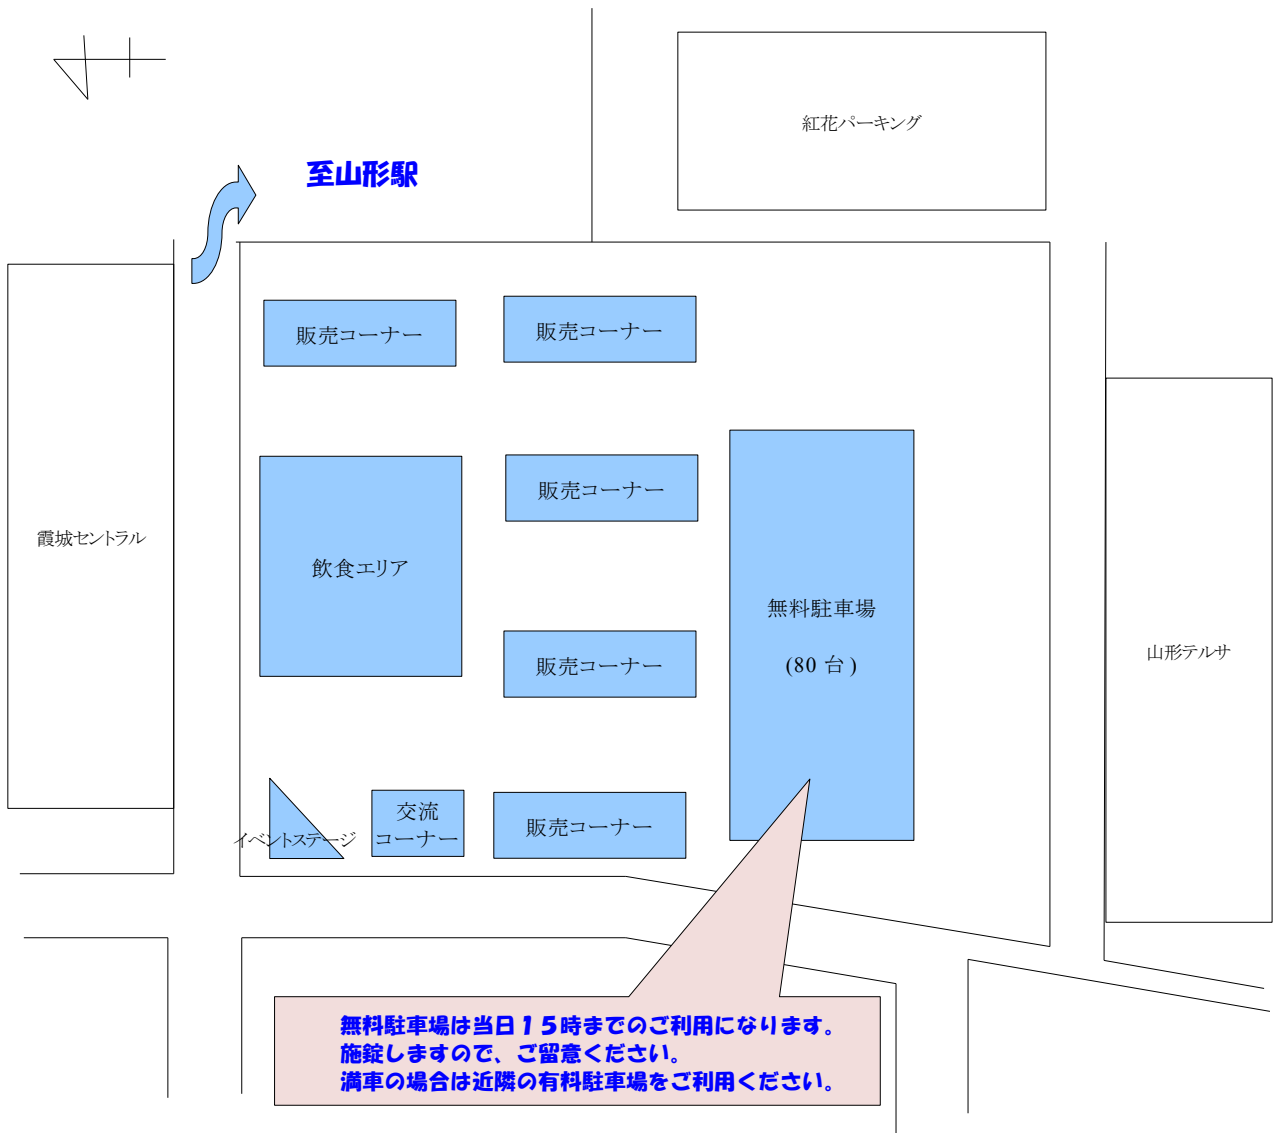 紅花パーキング
至山形駅
販売コーナー
販売コーナー
販売コーナー
霞城セントラル
飲食エリア
無料駐車場
(80 台 )
山形テルサ
販売コーナー
イベントステージ
交流
コーナー
販売コーナー
無料駐車場は当日１５時までのご利用になります。
施錠しますので、ご留意ください。
満車の場合は近隣の有料駐車場をご利用ください。